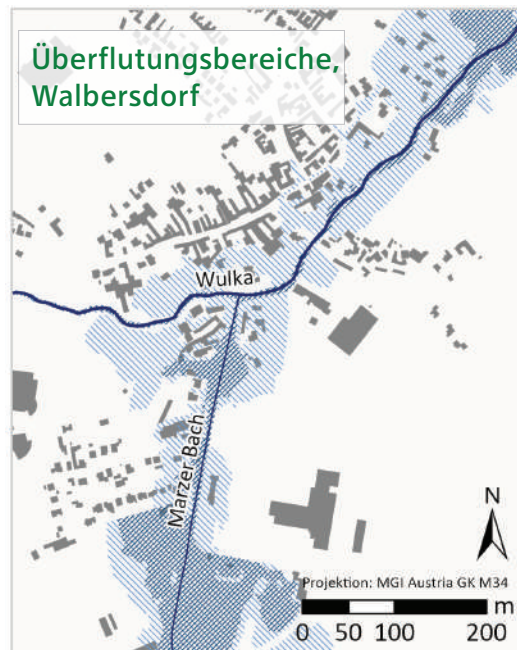 Überflutungsbereiche,
Walbersdorf
Wulka
Marzer Bach
N
Projektion: MGI Austria GK M34
m
0 50 100 200